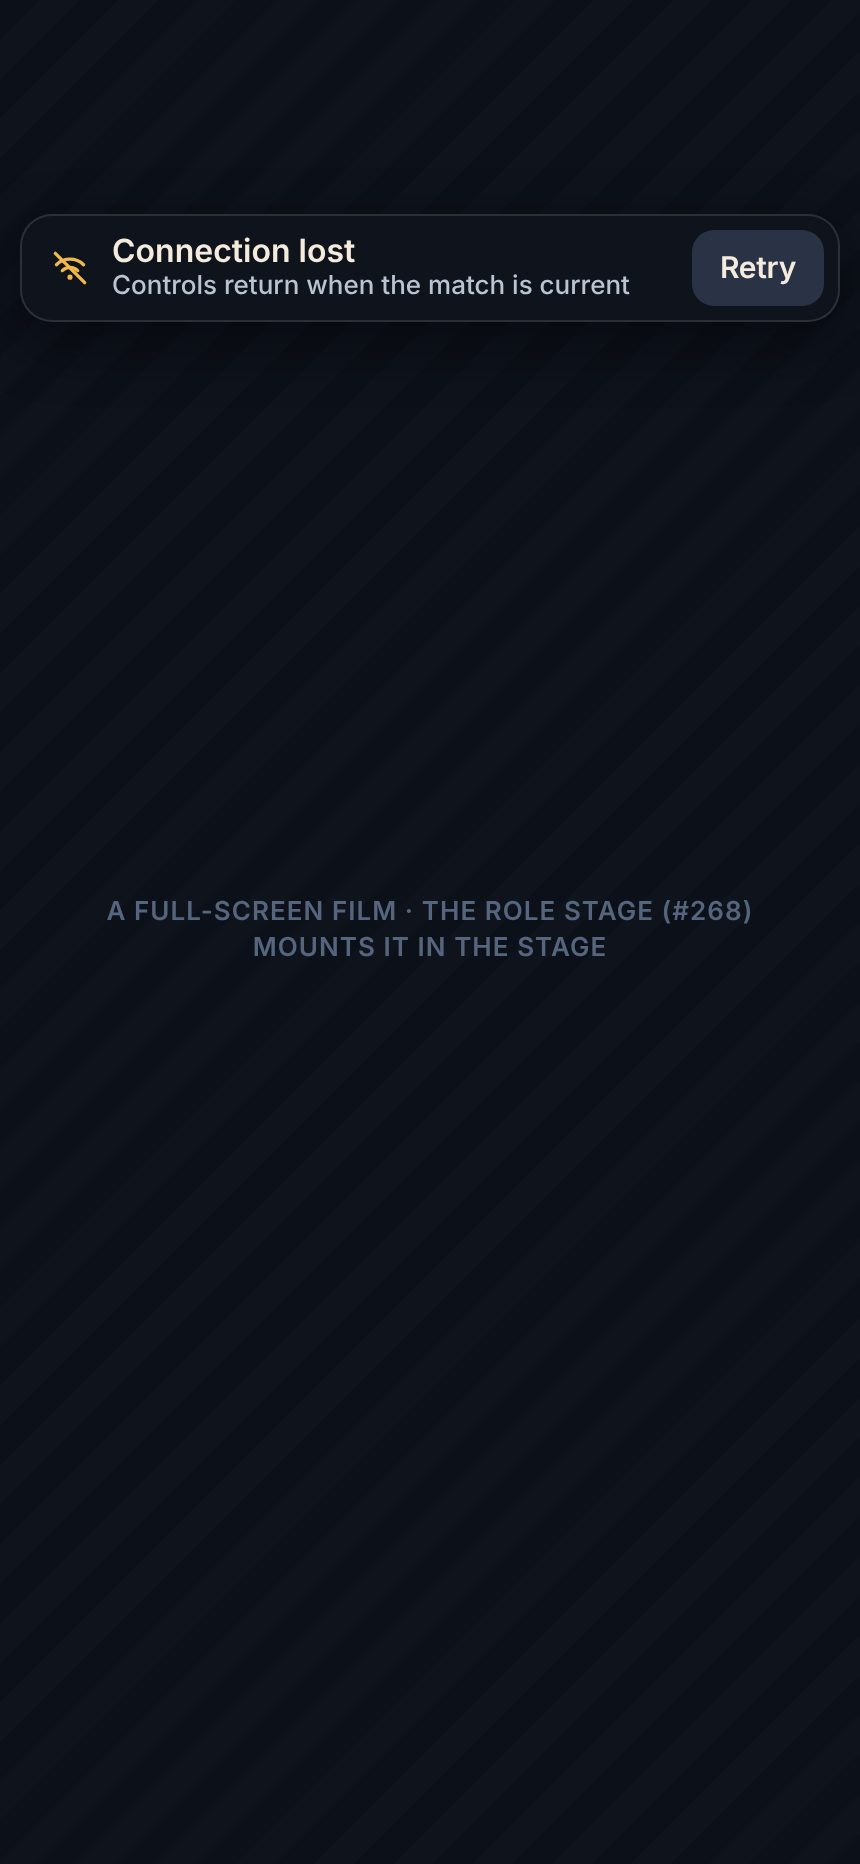 Connection lost
Controls return when the match is current
Retry
A FULL-SCREEN FILM · THE ROLE STAGE (#268)
MOUNTS IT IN THE STAGE